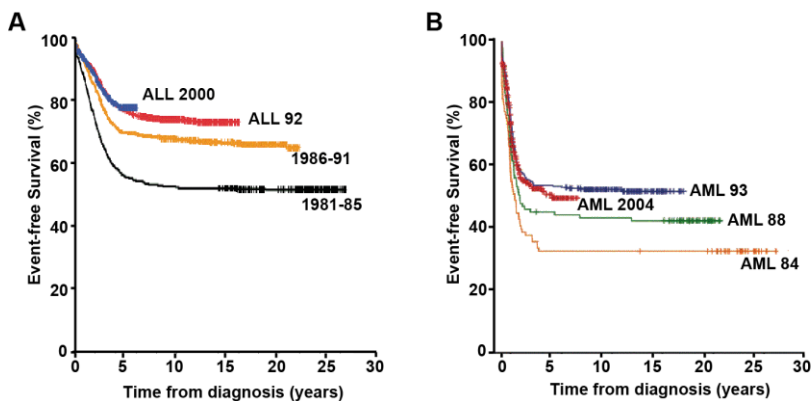 A
Event-free Survival (%)
100
80
60
40
20
0
ALL 2000
ALL 92
1986-91
1981-85
0 5 10 15 20 25 30
Time from diagnosis (years)
B
Event-free Survival (%)
100
80
60
40
20
0
AML 93
AML 2004
AML 88
AML 84
0 5 10 15 20 25 30
Time from diagnosis (years)